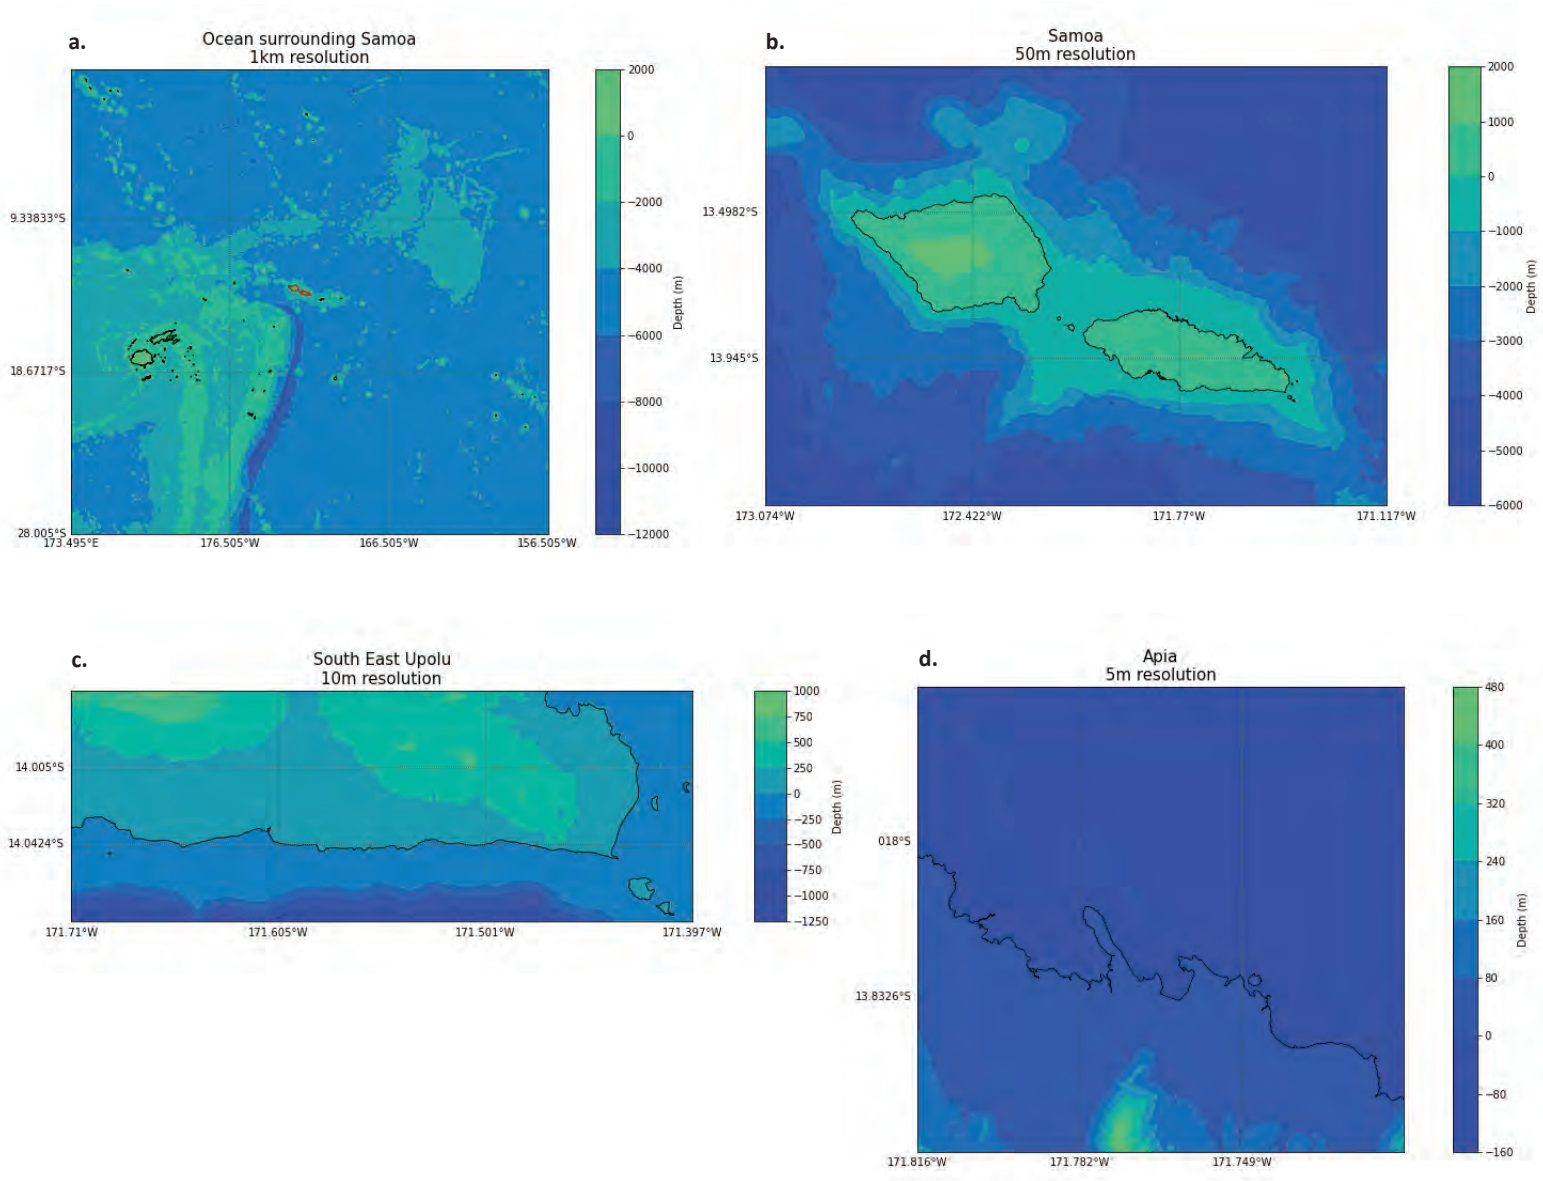 a.
Ocean surrounding Samoa
1km resolution
9.33833°S
18.6717°S
28.005°S
173.495°E
176.505°W
166.505°W
156.505°W
2000
0
−2000
−4000
−6000
−8000
−10000
−12000
Depth (m)
b.
Samoa
50m resolution
13.4982°S
13.945°S
173.074°W
172.422°W
171.77°W
171.117°W
2000
1000
0
−1000
−2000
−3000
−4000
−5000
−6000
Depth (m)
c.
South East Upolu
10m resolution
14.005°S
14.0424°S
171.71°W
171.605°W
171.501°W
171.397°W
1000
750
500
250
0
−250
−500
−750
−1000
−1250
Depth (m)
d.
Apia
5m resolution
018°S
13.8326°S
171.816°W
171.782°W
171.749°W
480
400
320
240
160
80
0
−80
−160
Depth (m)